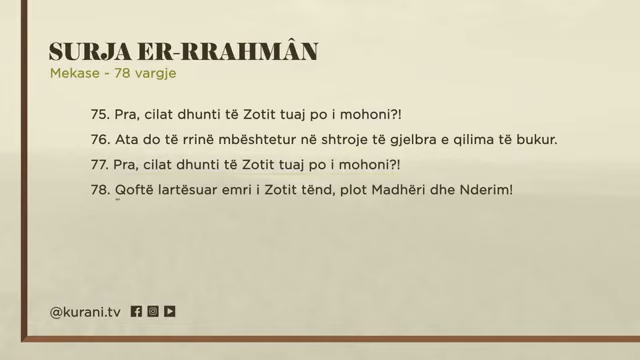 SURJA ER-RRAHMÂN
Mekase - 78 vargje
75. Pra, cilat dhunti të Zotit tuaj po i mohoni?!
76. Ata do të rrinë mbështetur në shtroje të gjelbra e qilima të bukur.
77. Pra, cilat dhunti të Zotit tuaj po i mohoni?!
78. Qoftë lartësuar emri i Zotit tënd, plot Madhëri dhe Nderim!
@kurani.tv